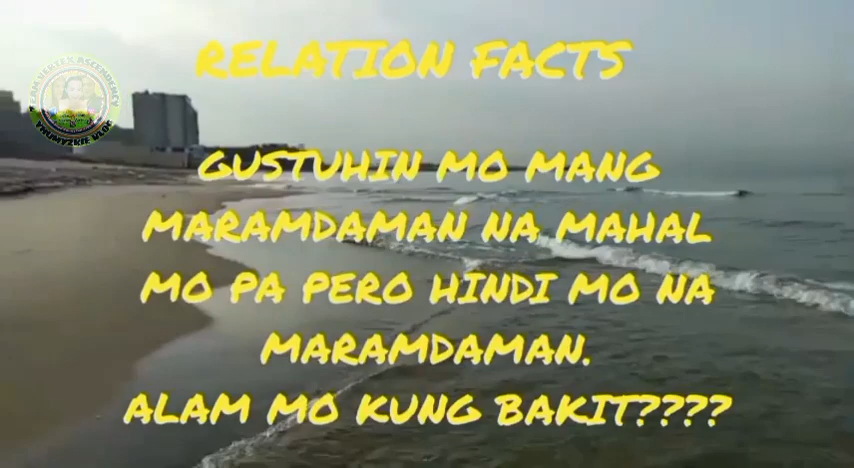 RELATION FACTS
GUSTUHIN MO MANG
MARAMDAMAN NA MAHAL
MO PA PERO HINDI MO NA
MARAMDAMAN.
ALAM MO KUNG BAKIT????